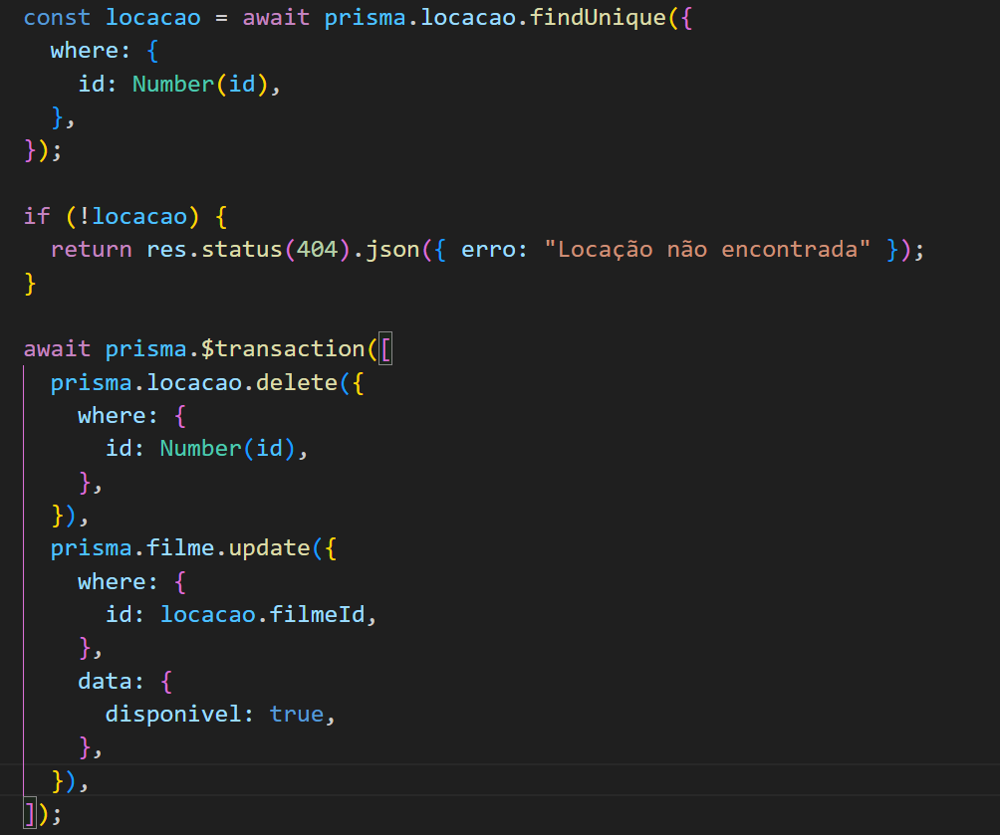 const locacao = await prisma.locacao.findUnique({
  where: {
    id: Number(id),
  },
});

if (!locacao) {
  return res.status(404).json({ erro: "Locação não encontrada" });
}

await prisma.$transaction([
  prisma.locacao.delete({
    where: {
      id: Number(id),
    },
  }),
  prisma.filme.update({
    where: {
      id: locacao.filmeId,
    },
    data: {
      disponivel: true,
    },
  }),
]);